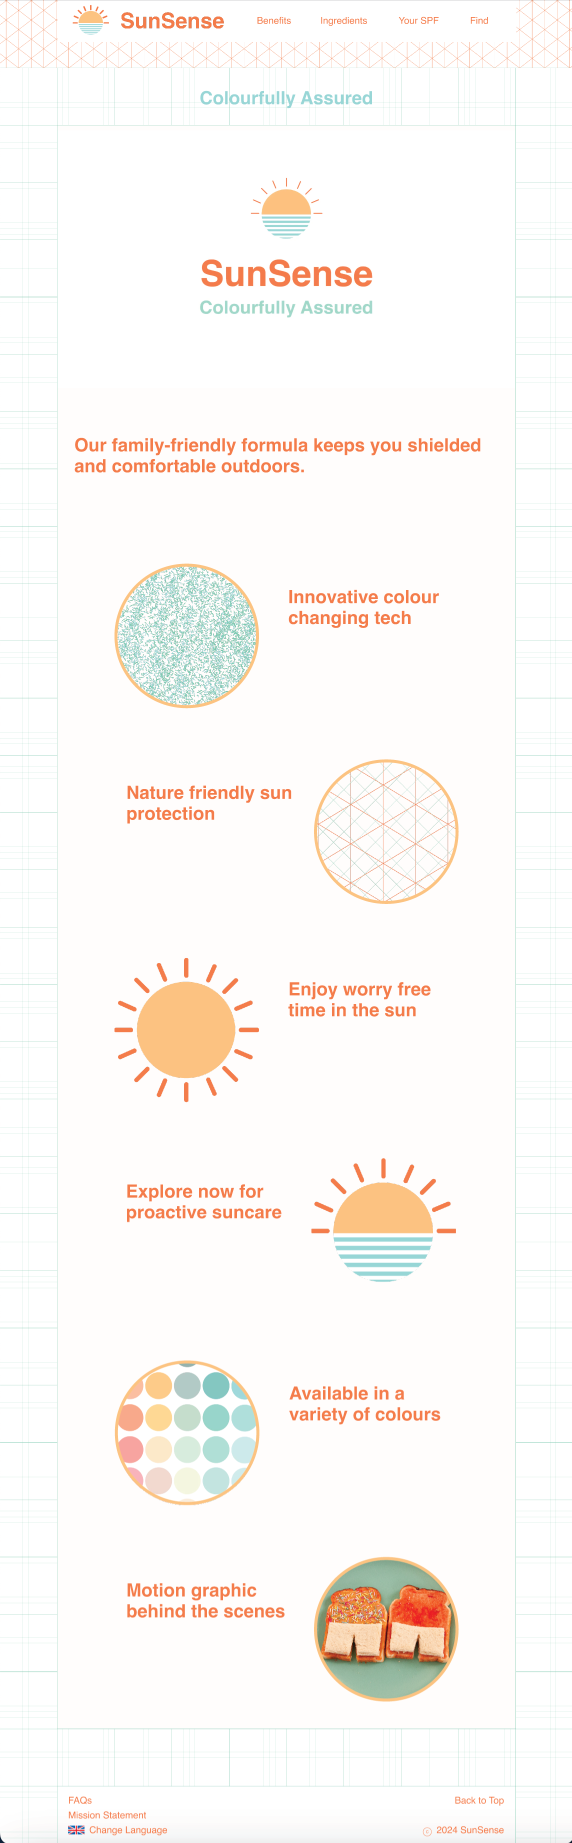 SunSense
Benefits
Ingredients
Your SPF
Find
Colourfully Assured
SunSense
Colourfully Assured
Our family-friendly formula keeps you shielded
and comfortable outdoors.
Innovative colour
changing tech
Nature friendly sun
protection
Enjoy worry free
time in the sun
Explore now for
proactive suncare
Available in a
variety of colours
Motion graphic
behind the scenes
FAQs
Back to Top
Mission Statement
Change Language
© 2024 SunSense